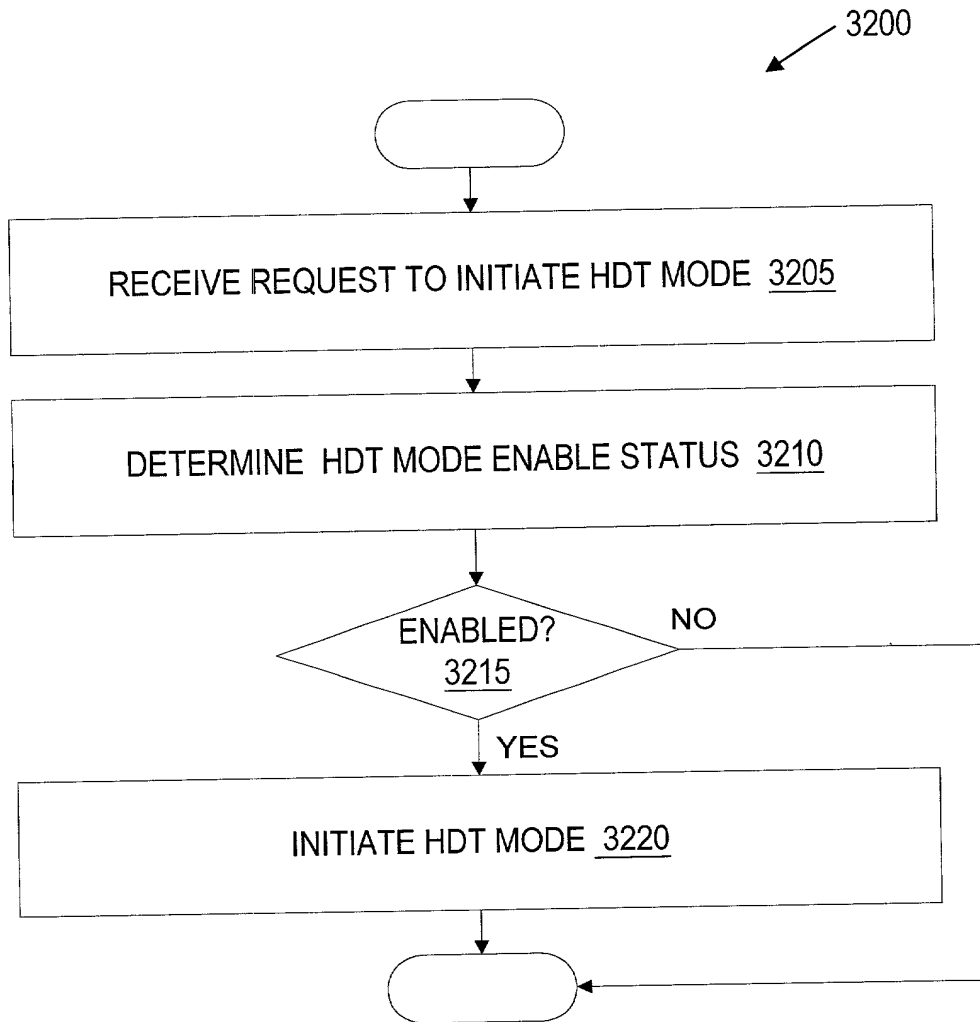 3200
RECEIVE REQUEST TO INITIATE HDT MODE 3205
DETERMINE HDT MODE ENABLE STATUS 3210
ENABLED?
3215
NO
YES
INITIATE HDT MODE 3220